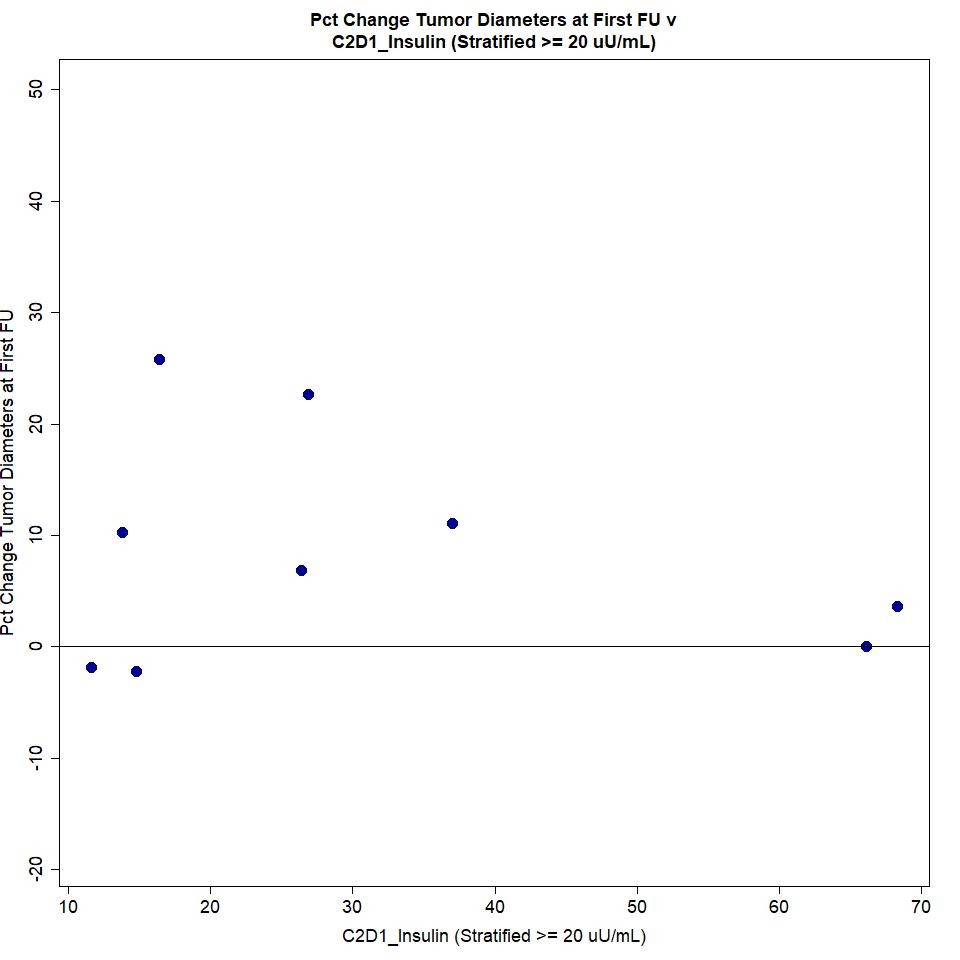 Pct Change Tumor Diameters at First FU v
C2D1_Insulin (Stratified >= 20 uU/mL)
Pct Change Tumor Diameters at First FU
50
40
30
20
10
0
-10
-20
10 20 30 40 50 60 70
C2D1_Insulin (Stratified >= 20 uU/mL)